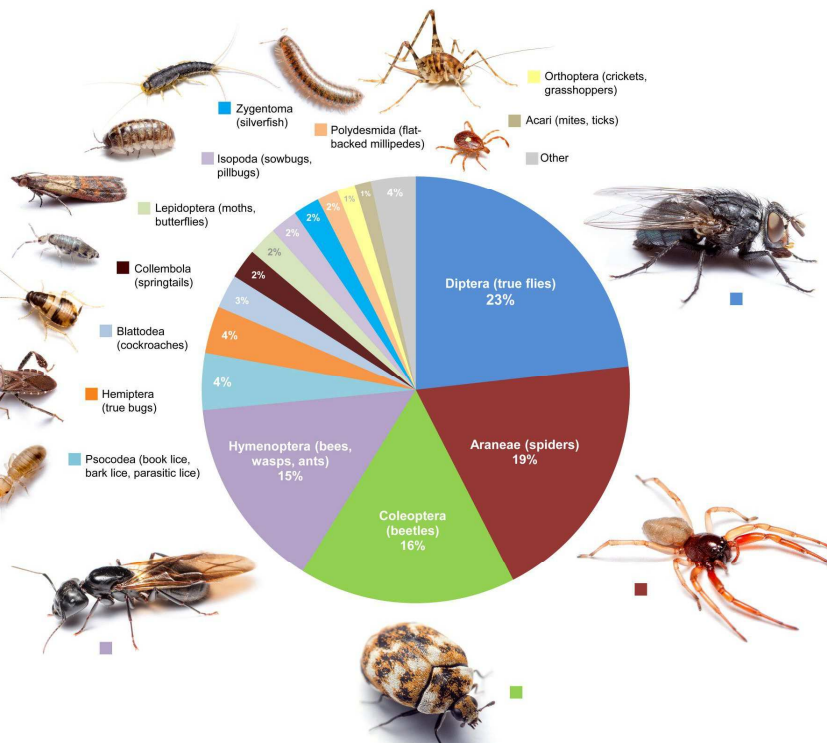 Orthoptera (crickets,
grasshoppers)
Zygentoma
(silverfish)
Acari (mites, ticks)
Polydesmida (flat-
backed millipedes)
Isopoda (sowbugs,
pillbugs)
Other
Lepidoptera (moths,
butterflies)
Collembola
(springtails)
Blattodea
(cockroaches)
Hemiptera
(true bugs)
Psocodea (book lice,
bark lice, parasitic lice)
Diptera (true flies)
23%
Araneae (spiders)
19%
Coleoptera
(beetles)
16%
Hymenoptera (bees,
wasps, ants)
15%
4%
4%
3%
2%
2%
2%
2%
2%
1%
1%
4%